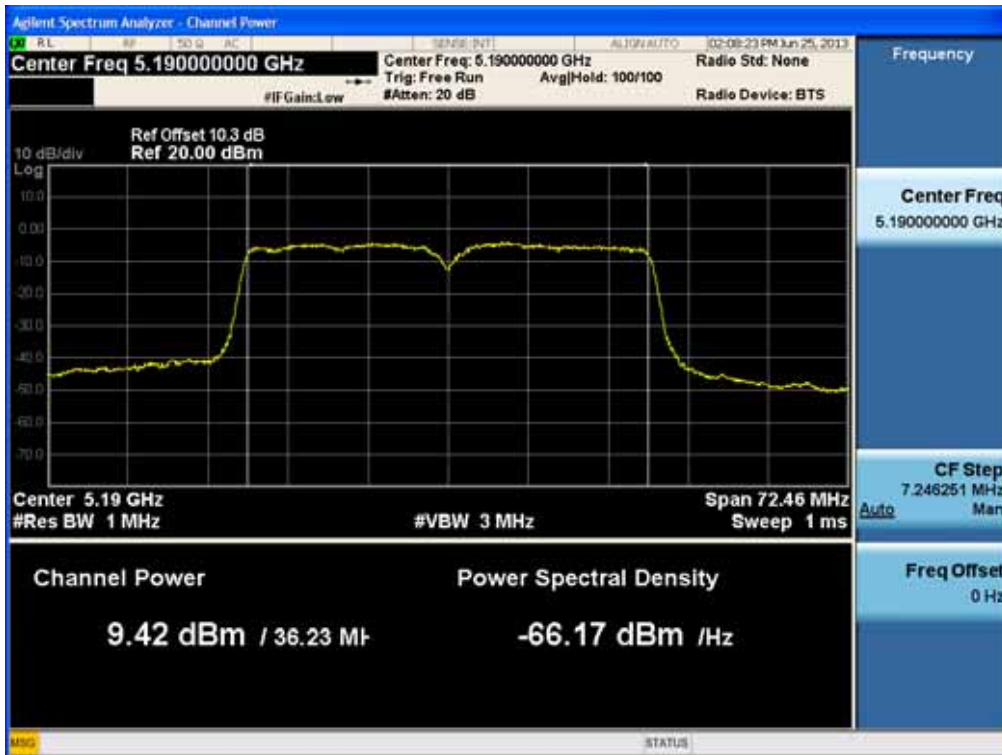 Agilent Spectrum Analyzer - Channel Power
RL RF 50 Ω AC SENSE:INT ALIGN AUTO 02:08:23 PM Jun 25, 2013
Center Freq 5.190000000 GHz
#IFGain:Low
Center Freq: 5.190000000 GHz
Trig: Free Run Avg|Hold: 100/100
#Atten: 20 dB
Radio Std: None
Radio Device: BTS
Ref Offset 10.3 dB
10 dB/div Ref 20.00 dBm
Log
10.0
0.00
-10.0
-20.0
-30.0
-40.0
-50.0
-60.0
-70.0
Center 5.19 GHz Span 72.46 MHz
#Res BW 1 MHz #VBW 3 MHz Sweep 1 ms
Channel Power Power Spectral Density
9.42 dBm / 36.23 MH -66.17 dBm /Hz
Frequency
Center Freq
5.190000000 GHz
CF Step
7.246251 MHz
Auto Man
Freq Offset
0 Hz
MSG STATUS